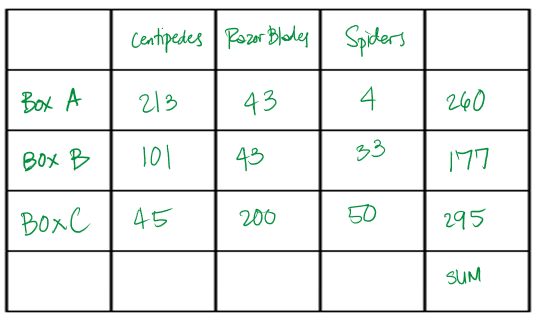 Centipedes Razor Blades Spiders
Box A 213 43 4 260
BOX B 101 43 33 177
BOX C 45 200 50 295
SUM